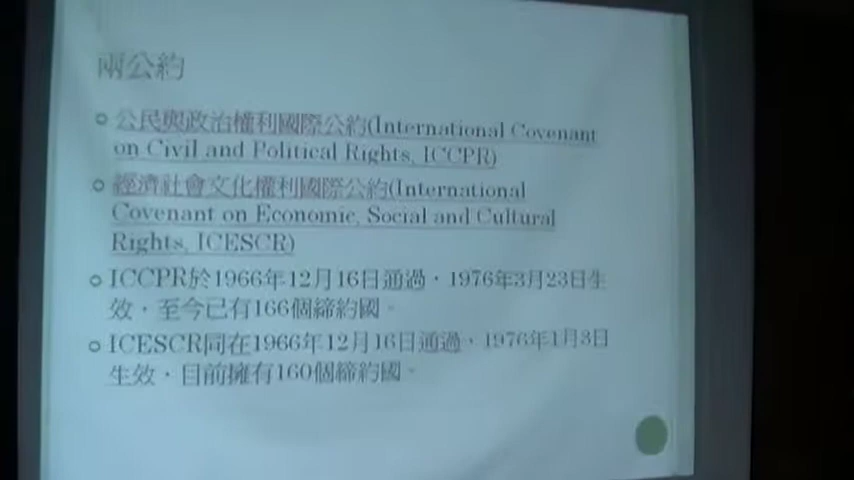 兩公約
公民與政治權利國際公約(International Covenant
on Civil and Political Rights, ICCPR)
經濟社會文化權利國際公約(International
Covenant on Economic, Social and Cultural
Rights, ICESCR)
ICCPR於1966年12月16日通過，1976年3月23日生
效，至今已有166個締約國。
ICESCR同在1966年12月16日通過，1976年1月3日
生效，目前擁有160個締約國。